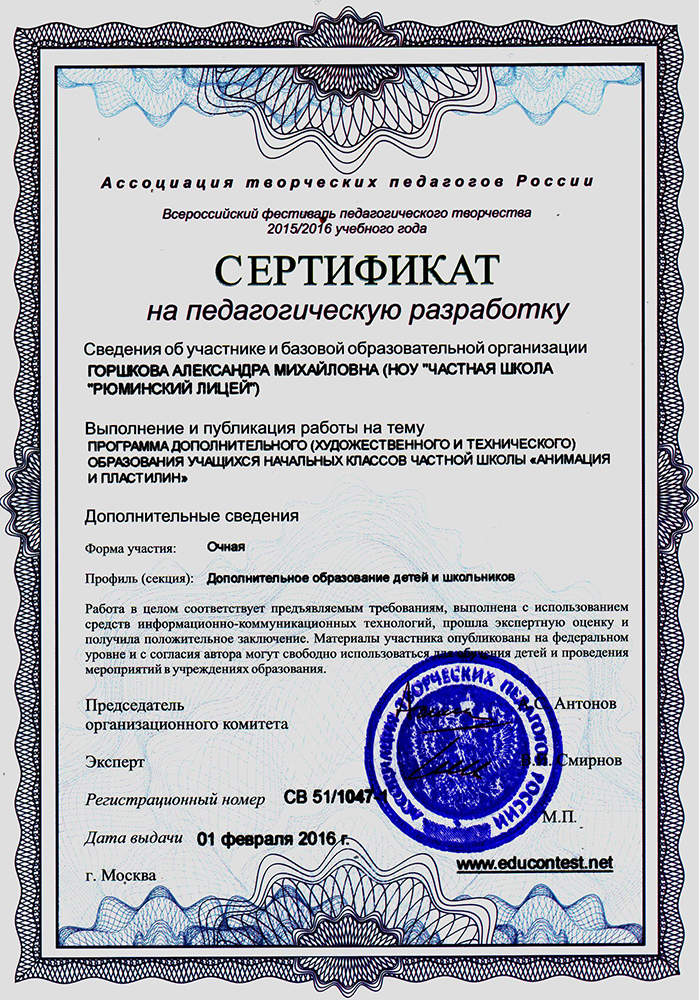 Ассоциация творческих педагогов России
Всероссийский фестиваль педагогического творчества
2015/2016 учебного года
СЕРТИФИКАТ
на педагогическую разработку
Сведения об участнике и базовой образовательной организации
ГОРШКОВА АЛЕКСАНДРА МИХАЙЛОВНА (НОУ "ЧАСТНАЯ ШКОЛА
"РЮМИНСКИЙ ЛИЦЕЙ")
Выполнение и публикация работы на тему
ПРОГРАММА ДОПОЛНИТЕЛЬНОГО (ХУДОЖЕСТВЕННОГО И ТЕХНИЧЕСКОГО)
ОБРАЗОВАНИЯ УЧАЩИХСЯ НАЧАЛЬНЫХ КЛАССОВ ЧАСТНОЙ ШКОЛЫ «АНИМАЦИЯ
И ПЛАСТИЛИН»
Дополнительные сведения
Форма участия: Очная
Профиль (секция): Дополнительное образование детей и школьников
Работа в целом соответствует предъявляемым требованиям, выполнена с использованием
средств информационно-коммуникационных технологий, прошла экспертную оценку и
получила положительное заключение. Материалы участника опубликованы на федеральном
уровне и с согласия автора могут свободно использоваться для обучения детей и проведения
мероприятий в учреждениях образования.
Председатель
организационного комитета
Антонов
Эксперт
Смирнов
АССОЦИАЦИЯ ТВОРЧЕСКИХ ПЕДАГОГОВ РОССИИ
Регистрационный номер СВ 51/1047-1
М.П.
Дата выдачи 01 февраля 2016 г.
www.educontest.net
г. Москва